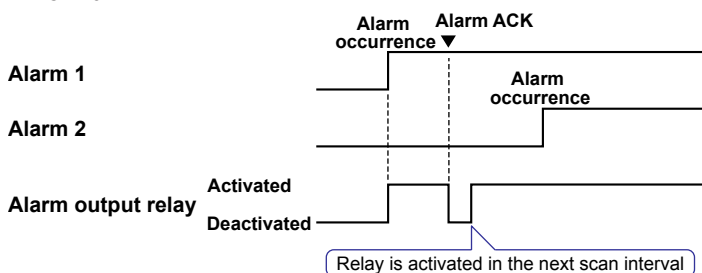 Alarm occurrence
Alarm ACK
Alarm 1
Alarm occurrence
Alarm 2
Alarm output relay
Activated
Deactivated
Relay is activated in the next scan interval